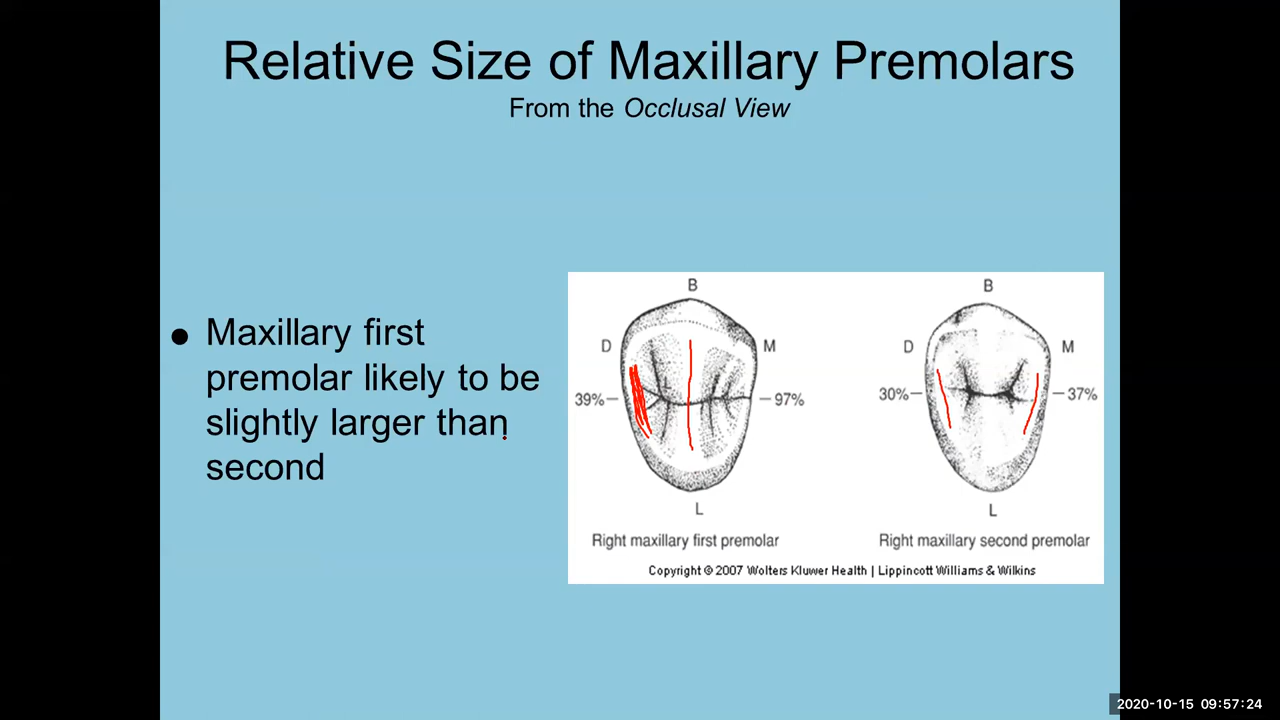 Relative Size of Maxillary Premolars
From the Occlusal View
• Maxillary first
premolar likely to be
slightly larger than
second
B
B
D
M
D
M
39%
97%
30%
37%
L
L
Right maxillary first premolar
Right maxillary second premolar
Copyright © 2007 Wolters Kluwer Health | Lippincott Williams & Wilkins
2020-10-15 09:57:24